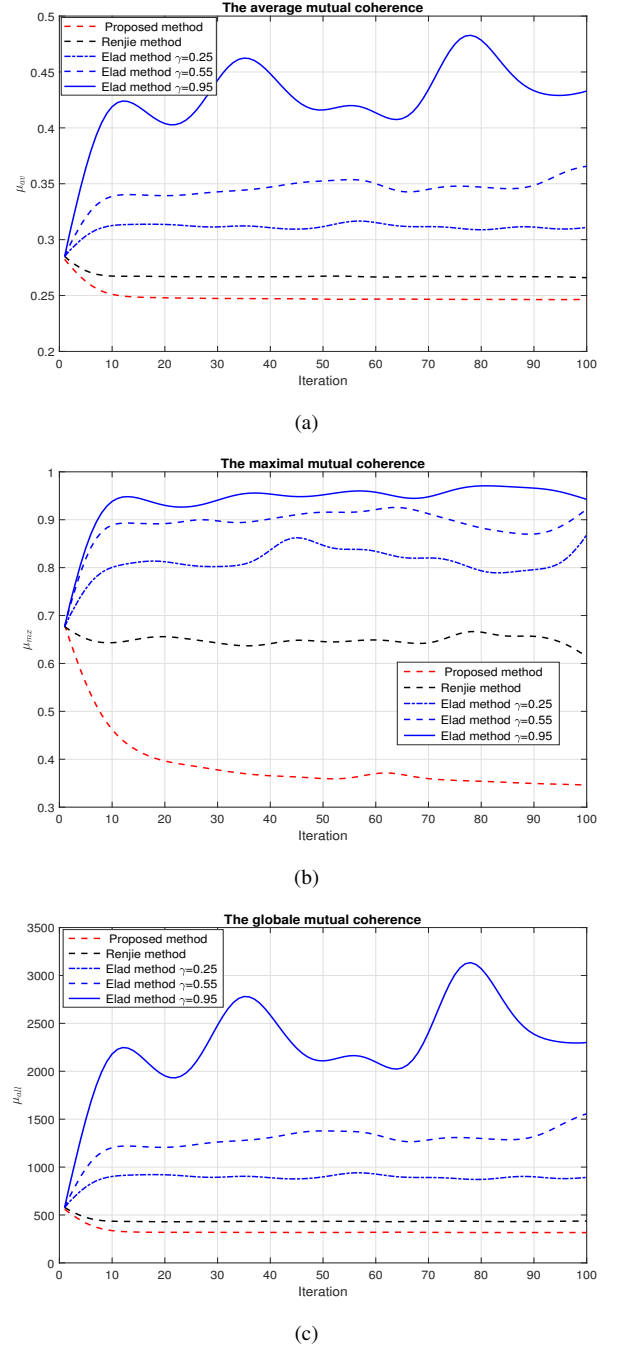 The average mutual coherence
0.5
0.45
0.4
0.35
0.3
0.25
0.2
μav
Proposed method
Renjie method
Elad method γ=0.25
Elad method γ=0.55
Elad method γ=0.95
0 10 20 30 40 50 60 70 80 90 100
Iteration
(a)
The maximal mutual coherence
1
0.9
0.8
0.7
0.6
0.5
0.4
0.3
μmz
Proposed method
Renjie method
Elad method γ=0.25
Elad method γ=0.55
Elad method γ=0.95
0 10 20 30 40 50 60 70 80 90 100
Iteration
(b)
The globale mutual coherence
3500
3000
2500
2000
1500
1000
500
0
μall
Proposed method
Renjie method
Elad method γ=0.25
Elad method γ=0.55
Elad method γ=0.95
0 10 20 30 40 50 60 70 80 90 100
Iteration
(c)